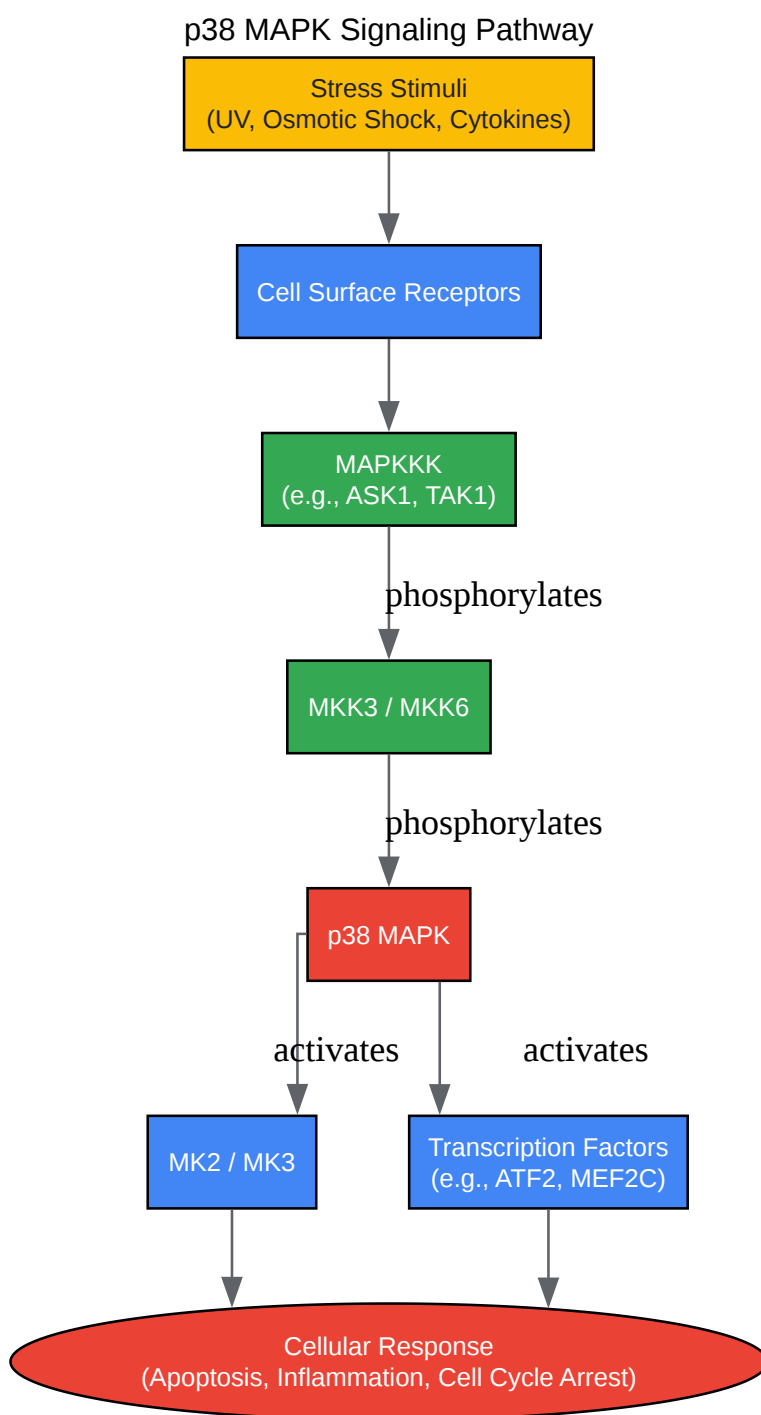 p38 MAPK Signaling Pathway
Stress Stimuli
(UV, Osmotic Shock, Cytokines)
Cell Surface Receptors
MAPKKK
(e.g., ASK1, TAK1)
phosphorylates
MKK3 / MKK6
phosphorylates
p38 MAPK
activates
activates
MK2 / MK3
Transcription Factors
(e.g., ATF2, MEF2C)
Cellular Response
(Apoptosis, Inflammation, Cell Cycle Arrest)